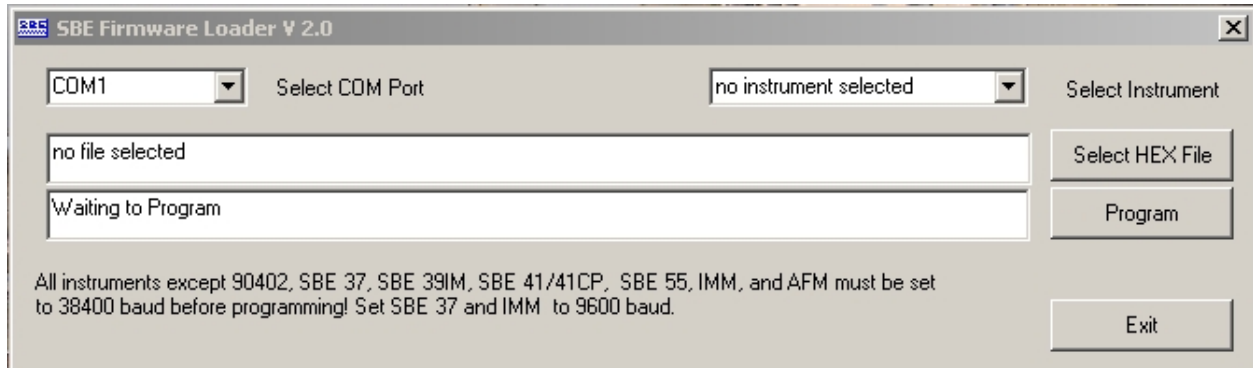 SBE
SBE Firmware Loader V 2.0
COM1
Select COM Port
no instrument selected
Select Instrument
no file selected
Select HEX File
Waiting to Program
Program
All instruments except 90402, SBE 37, SBE 39IM, SBE 41/41CP,  SBE 55, IMM, and AFM must be set
to 38400 baud before programming! Set SBE 37 and IMM  to 9600 baud.
Exit